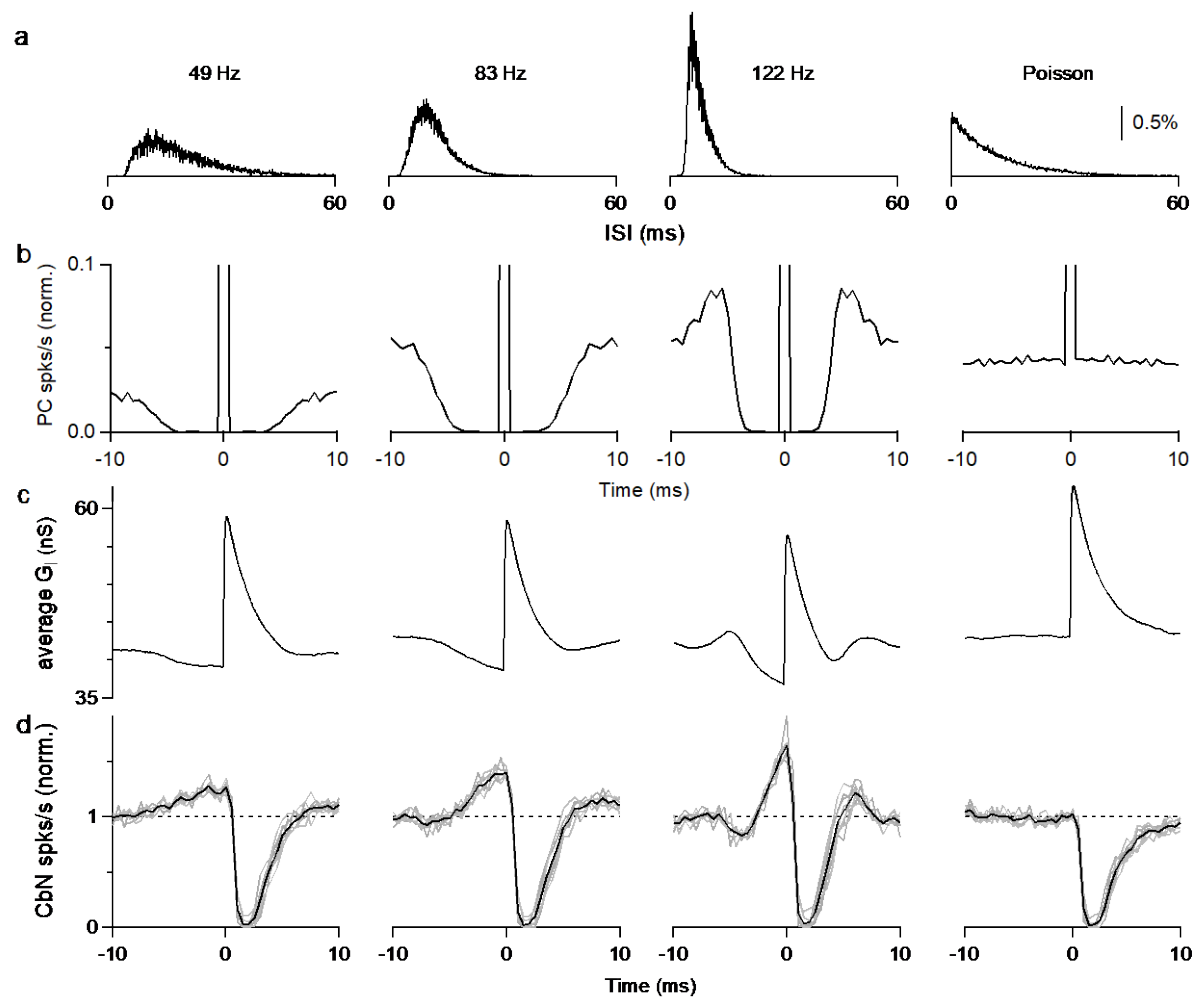 a
49 Hz 83 Hz 122 Hz Poisson
0.5%
0 60 0 60 0 60 0 60
ISI (ms)
b
PC spks/s (norm.)
0.1
0.0
-10 0 10 -10 0 10 -10 0 10 -10 0 10
Time (ms)
c
average GI (nS)
60
35
d
CbN spks/s (norm.)
1
0
-10 0 10 -10 0 10 -10 0 10 -10 0 10
Time (ms)